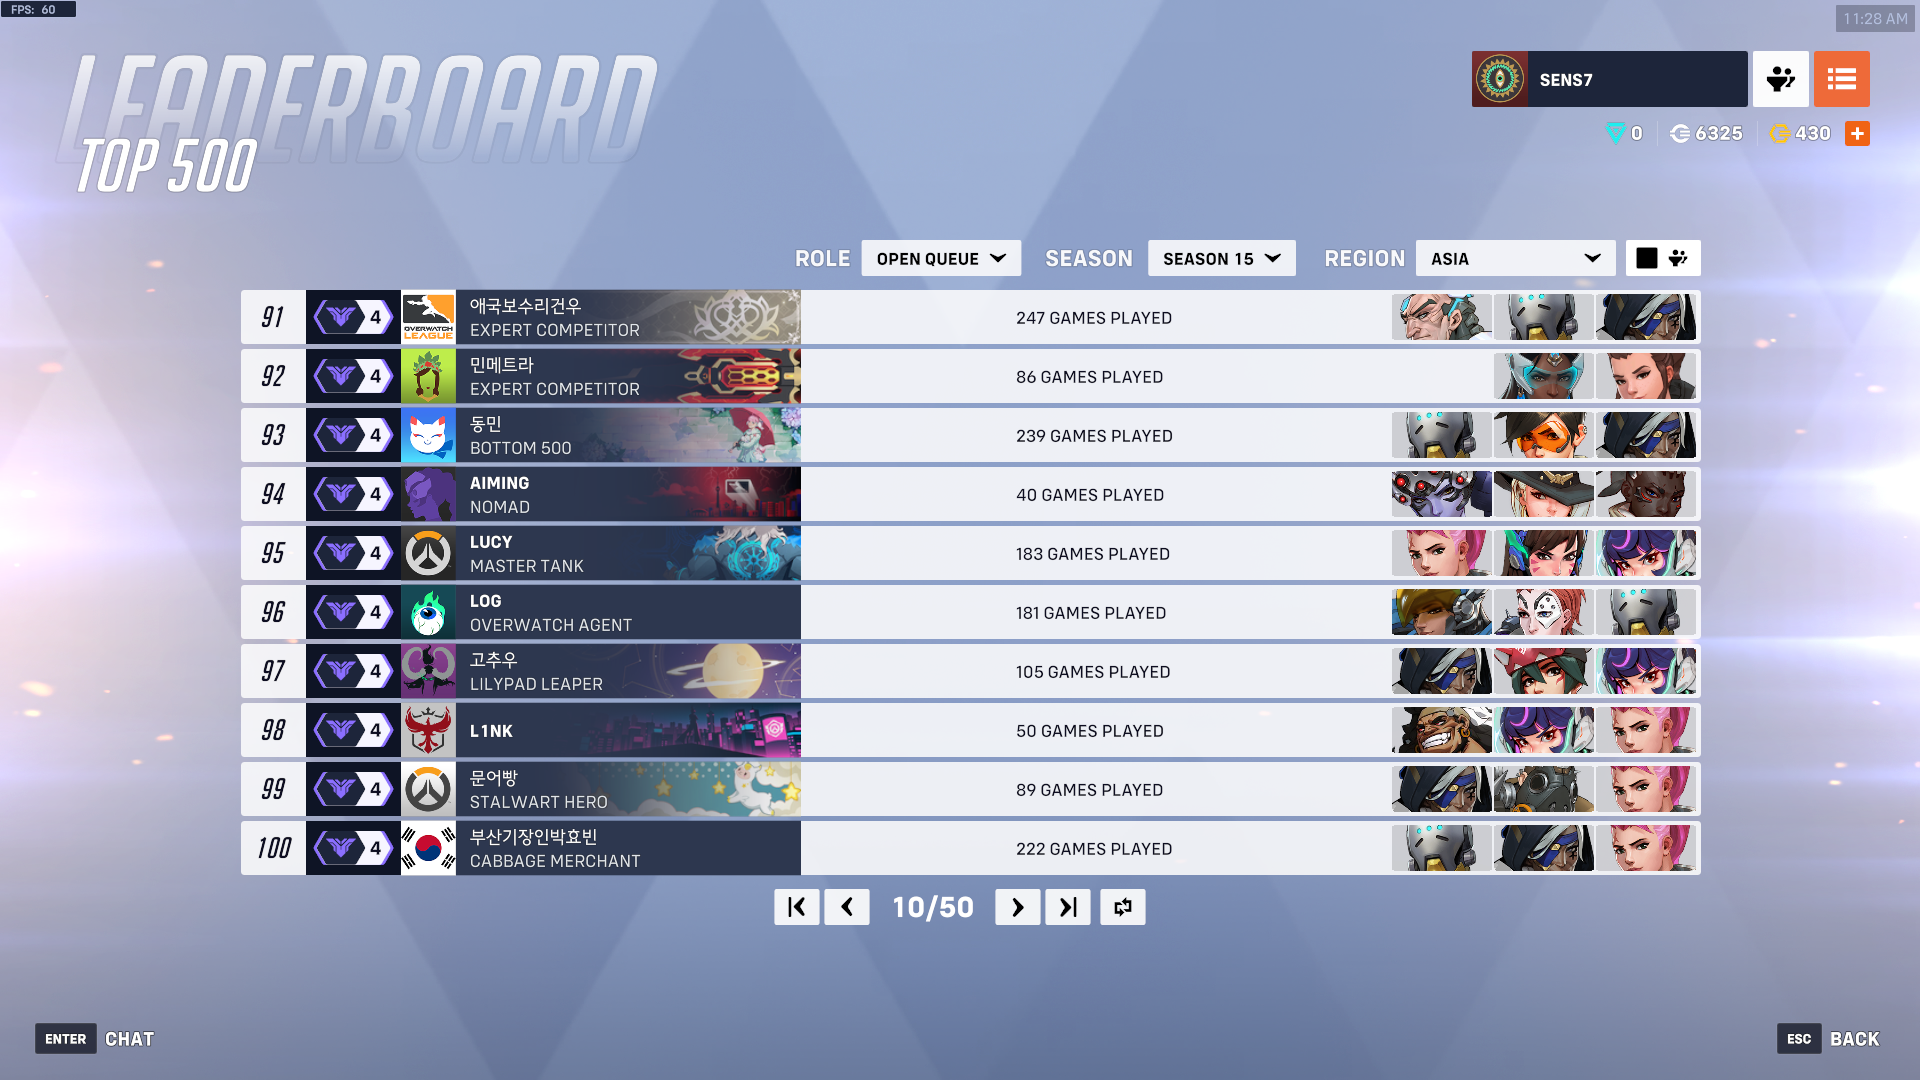 FPS: 60
11:28 AM
LEADERBOARD
TOP 500
SENS7
0
6325
430
ROLE
OPEN QUEUE
SEASON
SEASON 15
REGION
ASIA
91
4
OVERWATCH
LEAGUE
애국보수리건우
EXPERT COMPETITOR
247 GAMES PLAYED
92
4
민메트라
EXPERT COMPETITOR
86 GAMES PLAYED
93
4
동민
BOTTOM 500
239 GAMES PLAYED
94
4
AIMING
NOMAD
40 GAMES PLAYED
95
4
LUCY
MASTER TANK
183 GAMES PLAYED
96
4
LOG
OVERWATCH AGENT
181 GAMES PLAYED
97
4
고추우
LILYPAD LEAPER
105 GAMES PLAYED
98
4
L1NK
50 GAMES PLAYED
99
4
문어빵
STALWART HERO
89 GAMES PLAYED
100
4
부산기장인박효빈
CABBAGE MERCHANT
222 GAMES PLAYED
10/50
ENTER
CHAT
ESC
BACK